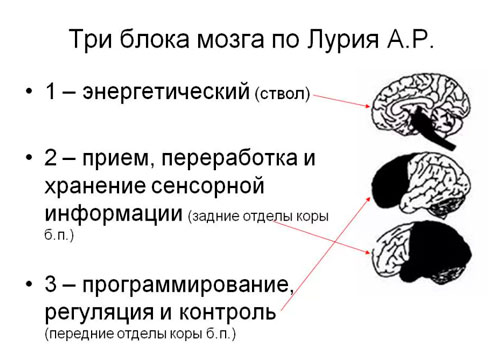 Три блока мозга по Лурия А.Р.
• 1 – энергетический (ствол)
• 2 – прием, переработка и
хранение сенсорной
информации (задние отделы коры
б.п.)
• 3 – программирование,
регуляция и контроль
(передние отделы коры б.п.)